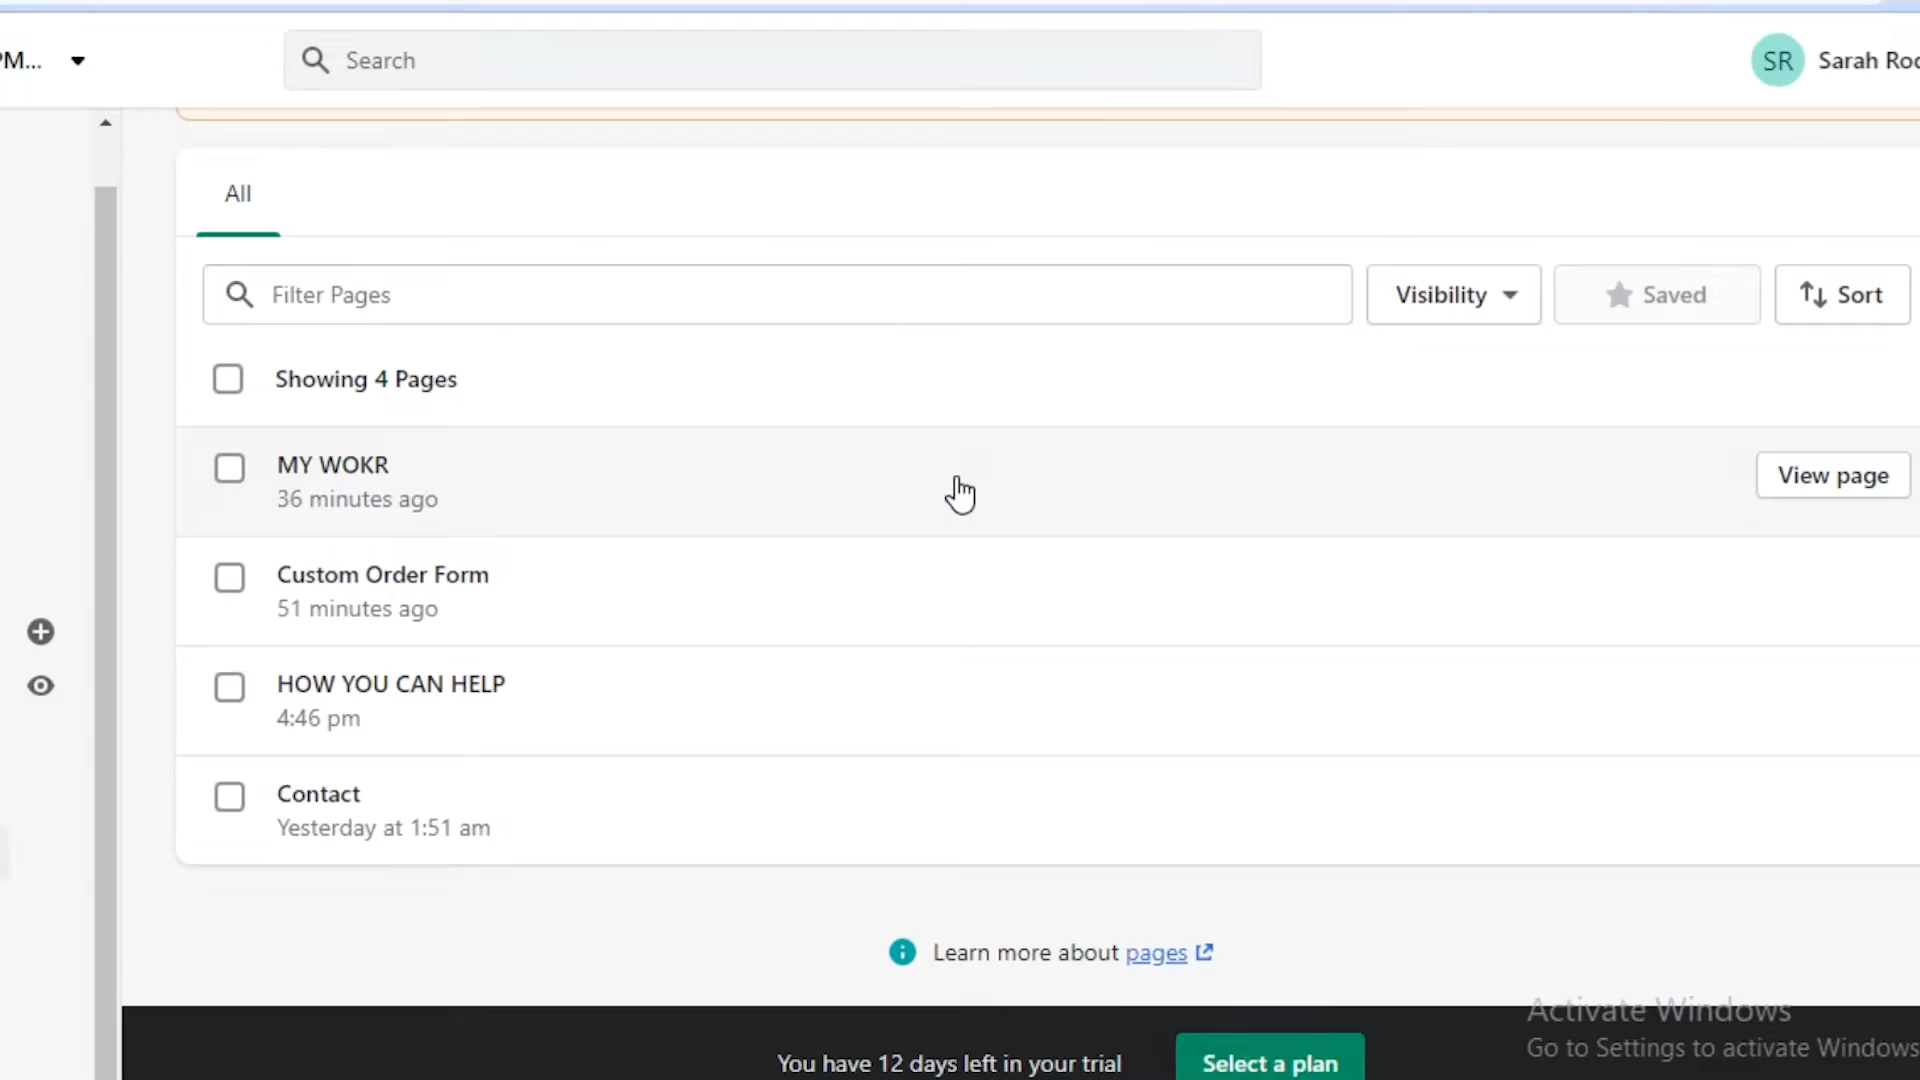 PM...
Search
SR
Sarah
All
Filter Pages
Visibility
Saved
Sort
Showing 4 Pages
MY WOKR
36 minutes ago
View page
Custom Order Form
51 minutes ago
HOW YOU CAN HELP
4:46 pm
Contact
Yesterday at 1:51 am
Learn more about pages
Activate Windows
Go to Settings to activate Windows
You have 12 days left in your trial
Select a plan